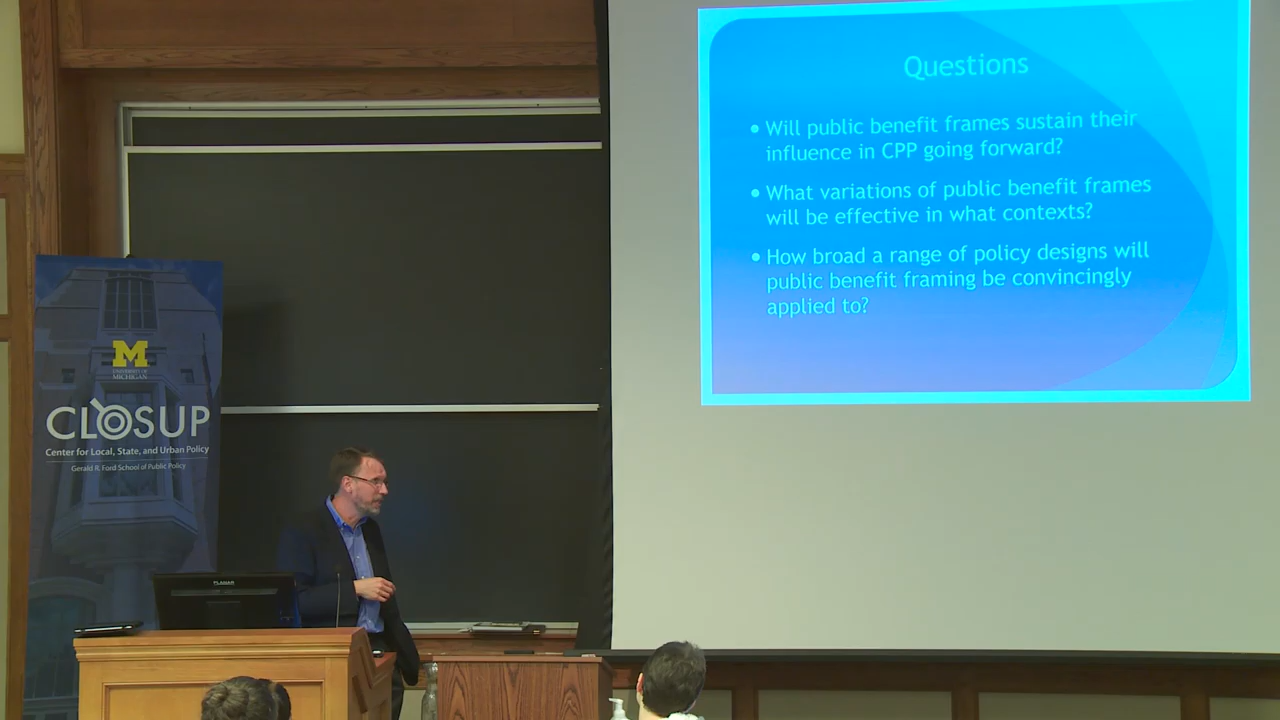 Questions
Will public benefit frames sustain their
influence in CPP going forward?
What variations of public benefit frames
will be effective in what contexts?
How broad a range of policy designs will
public benefit framing be convincingly
applied to?
M
UNIVERSITY OF
MICHIGAN
CLOSUP
Center for Local, State, and Urban Policy
Gerald R. Ford School of Public Policy
PLANAR